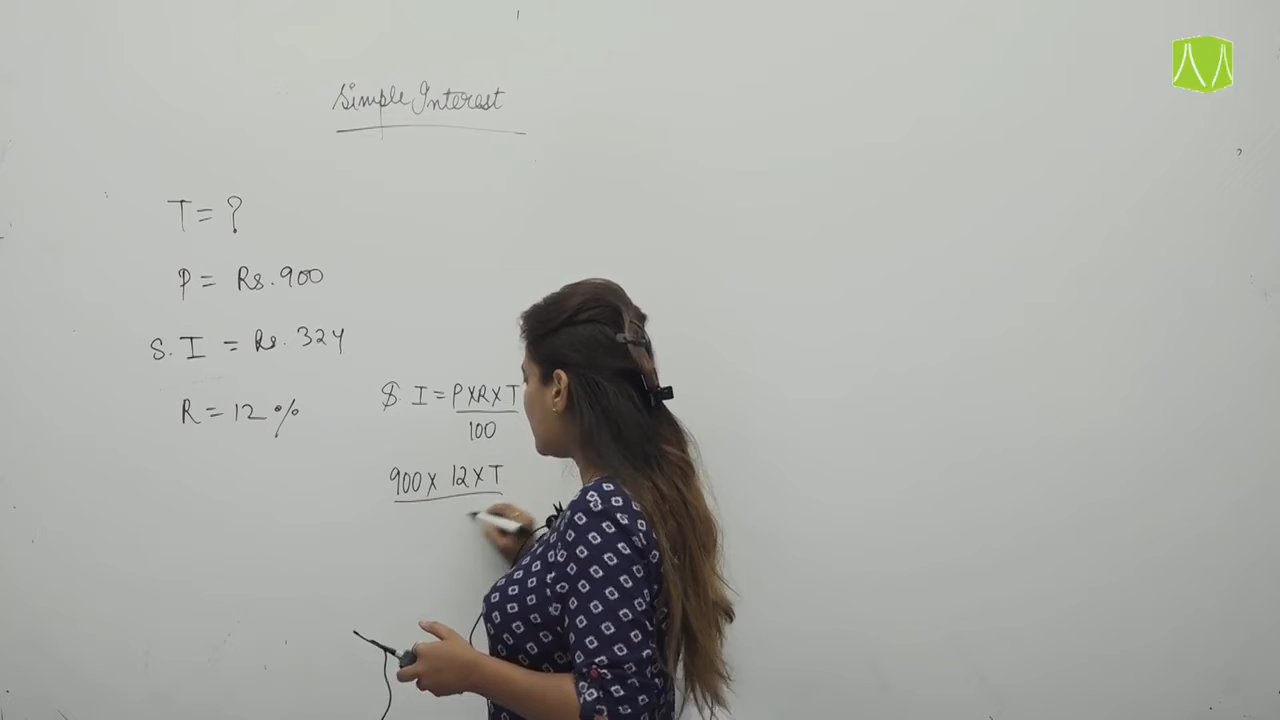 Simple Interest
T = ?
P = Rs. 900
S. I = Rs. 324
R = 12 %
S. I = P X R X T
100
900 X 12 X T